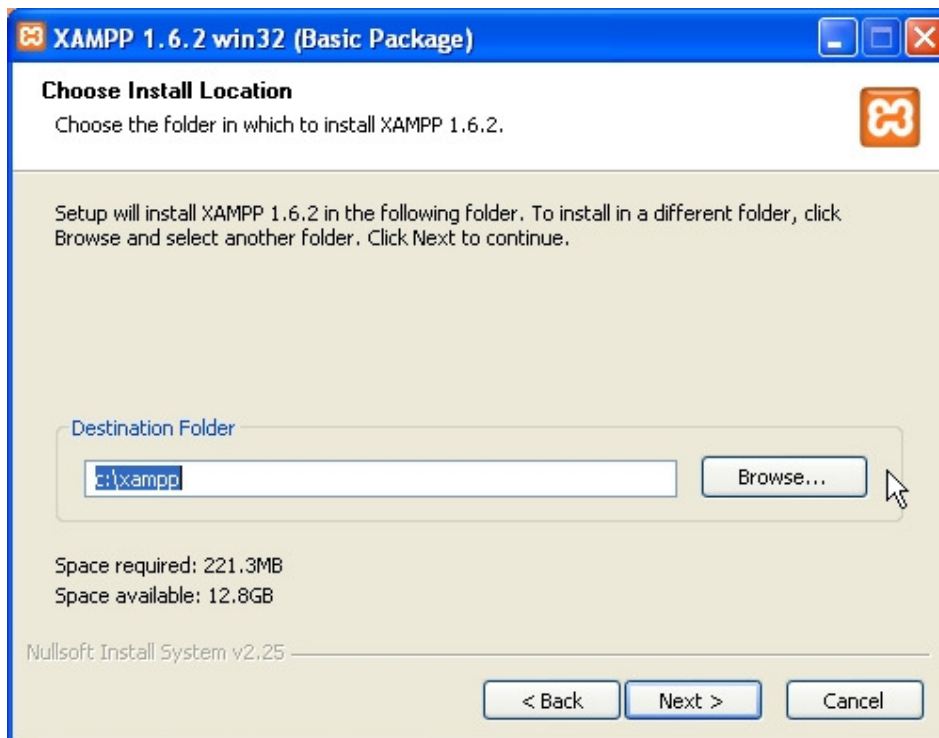 XAMPP 1.6.2 win32 (Basic Package)
Choose Install Location
Choose the folder in which to install XAMPP 1.6.2.
Setup will install XAMPP 1.6.2 in the following folder. To install in a different folder, click
Browse and select another folder. Click Next to continue.
Destination Folder
c:\xampp
Browse...
Space required: 221.3MB
Space available: 12.8GB
Nullsoft Install System v2.25
< Back
Next >
Cancel